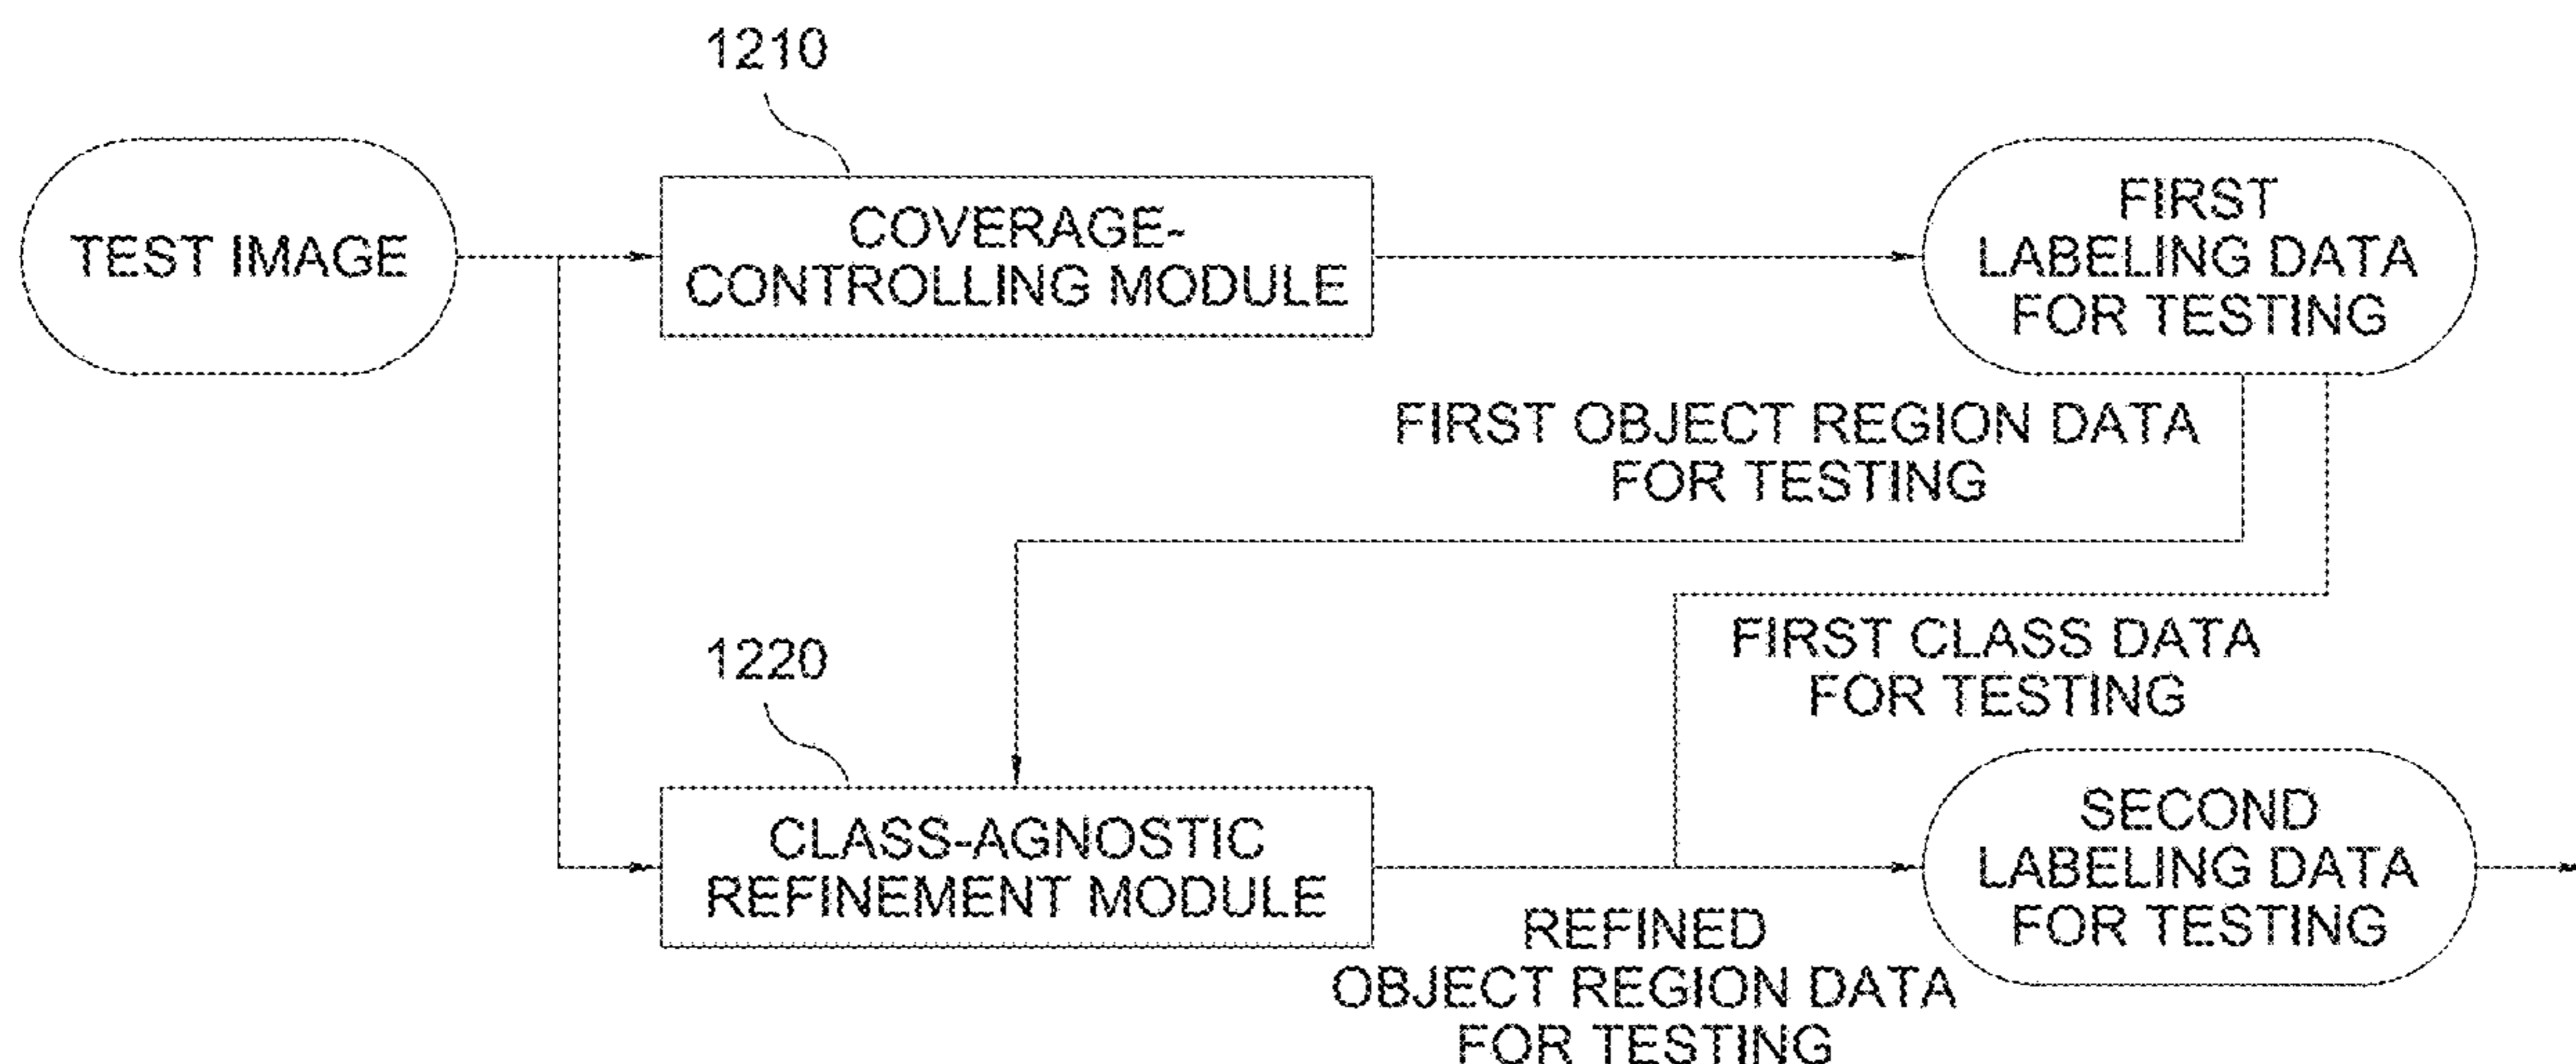 1210
TEST IMAGE
COVERAGE-
CONTROLLING MODULE
FIRST
LABELING DATA
FOR TESTING
FIRST OBJECT REGION DATA
FOR TESTING
FIRST CLASS DATA
FOR TESTING
1220
CLASS-AGNOSTIC
REFINEMENT MODULE
REFINED
OBJECT REGION DATA
FOR TESTING
SECOND
LABELING DATA
FOR TESTING